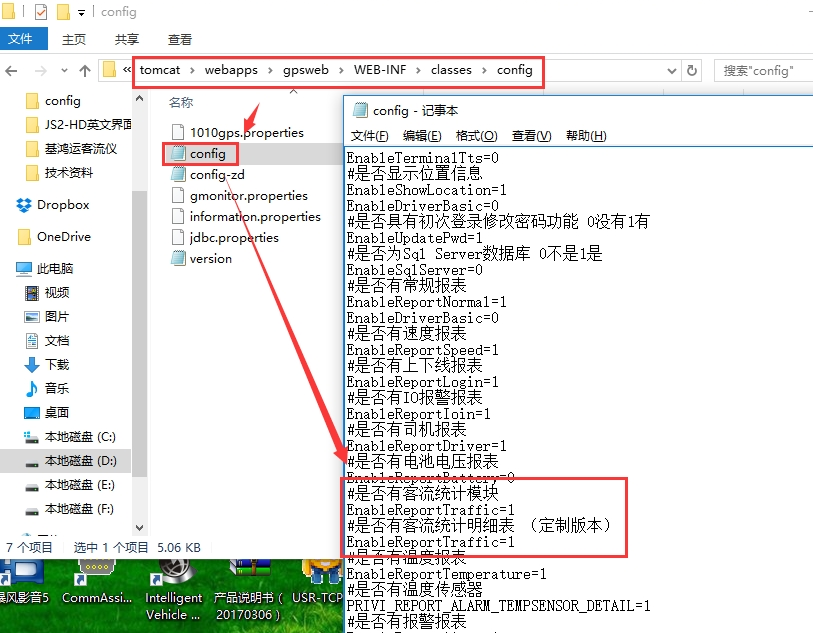 config
文件
主页
共享
查看
« tomcat › webapps › gpsweb › WEB-INF › classes › config
搜索"config"
config
JS2-HD英文界面
基鸿运客流仪
技术资料
Dropbox
OneDrive
此电脑
视频
图片
文档
下载
音乐
桌面
本地磁盘 (C:)
本地磁盘 (D:)
本地磁盘 (E:)
本地磁盘 (F:)
名称
1010gps.properties
config
config-zd
gmonitor.properties
information.properties
jdbc.properties
version
7 个项目 选中 1 个项目 5.06 KB
config - 记事本
文件(F) 编辑(E) 格式(O) 查看(V) 帮助(H)
EnableTerminalTts=0
#是否显示位置信息
EnableShowLocation=1
EnableDriverBasic=0
#是否具有初次登录修改密码功能 0没有1有
EnableUpdatePwd=1
#是否为Sql Server数据库 0不是1是
EnableSqlServer=0
#是否有常规报表
EnableReportNormal=1
EnableDriverBasic=0
#是否有速度报表
EnableReportSpeed=1
#是否有上下线报表
EnableReportLogin=1
#是否有IO报警报表
EnableReportIoin=1
#是否有司机报表
EnableReportDriver=1
#是否有电池电压报表
EnableReportBattery=0
#是否有客流统计模块
EnableReportTraffic=1
#是否有客流统计明细表 （定制版本）
EnableReportTraffic=1
#是否有温度报表
EnableReportTemperature=1
#是否有温度传感器
PRIVI_REPORT_ALARM_TEMPSENSOR_DETAIL=1
#是否有报警报表
暴风影音5
CommAssi...
Intelligent
Vehicle ...
产品说明书（
20170306）
USR-TCP